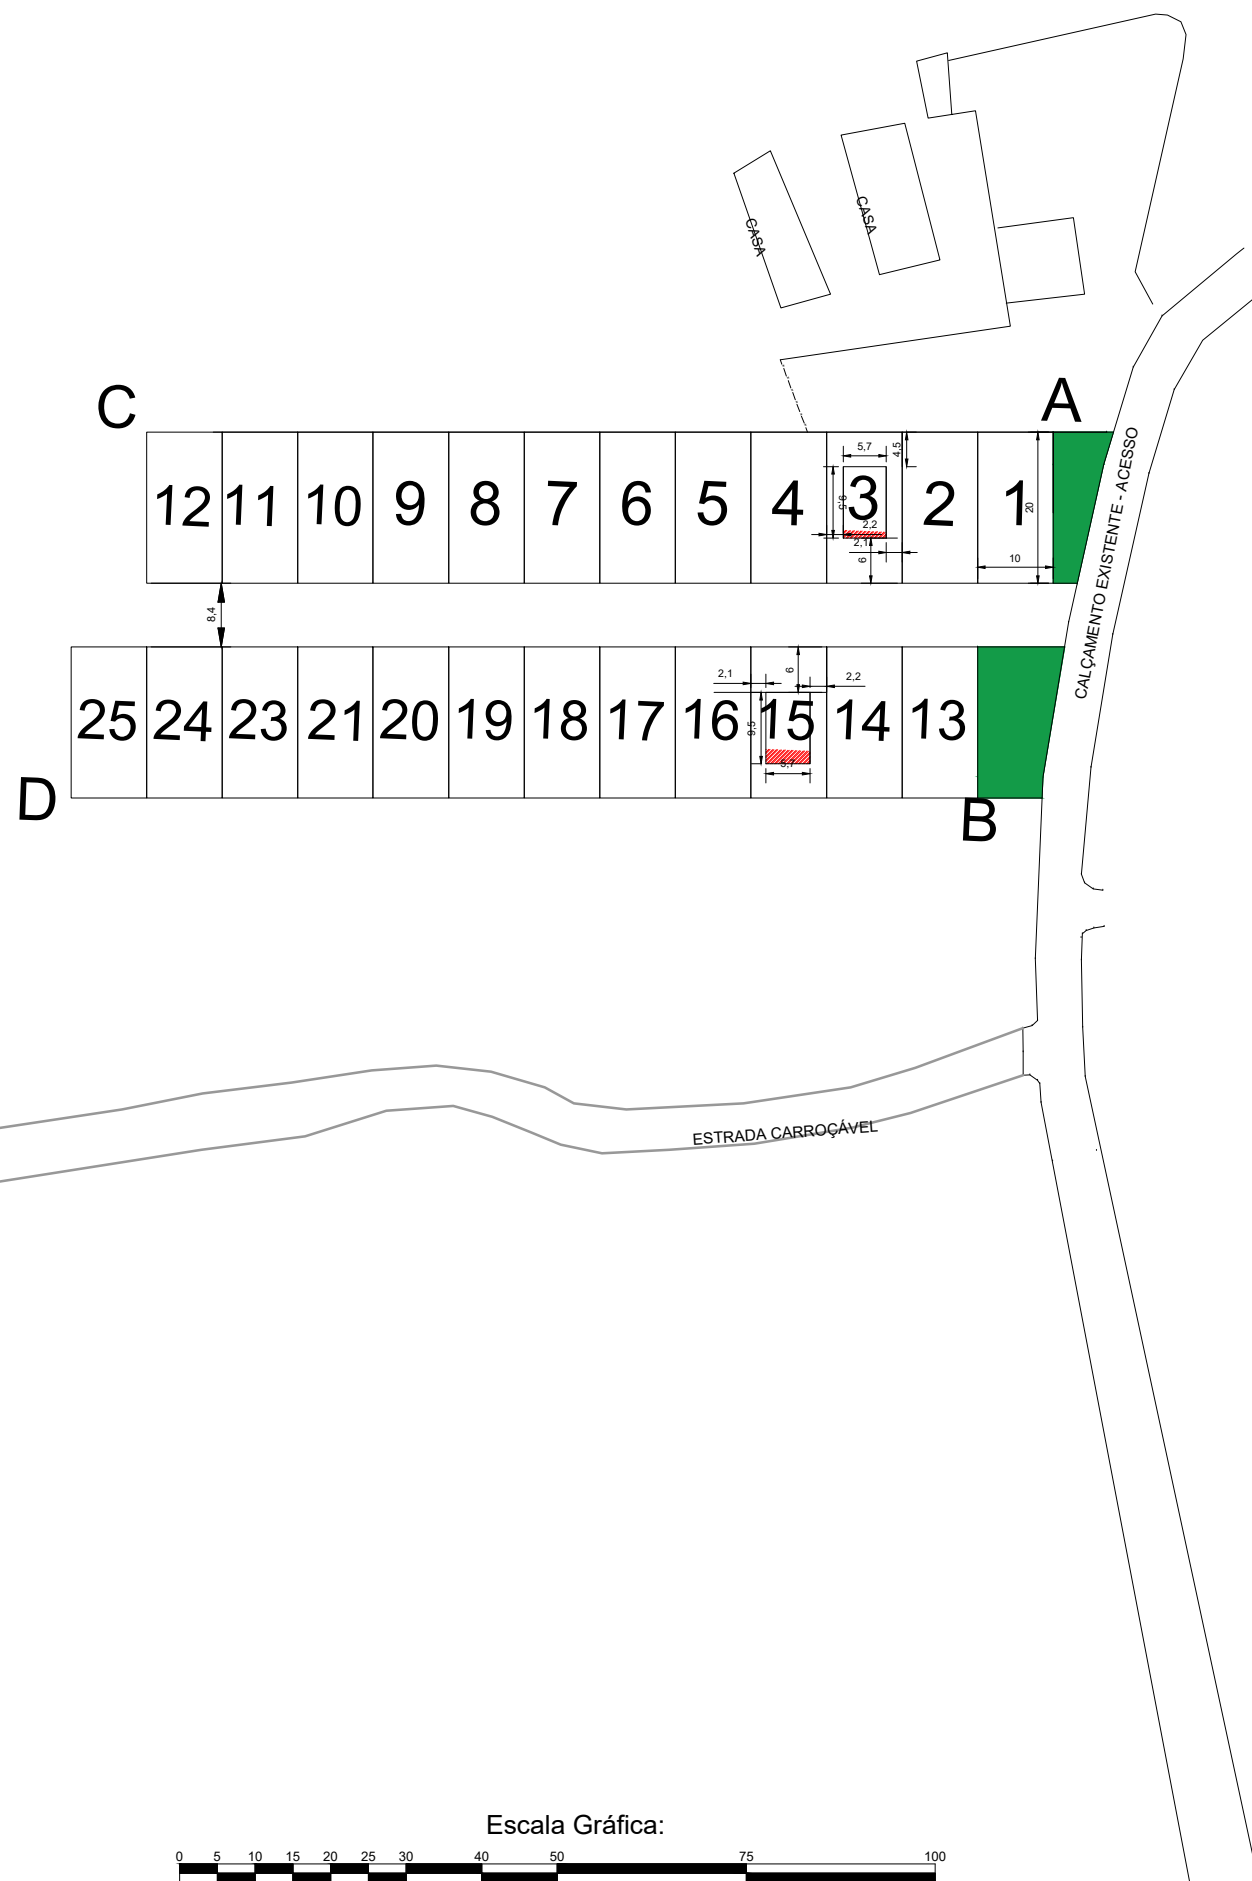 CASA
CASA
C
A
12 11 10 9 8 7 6 5 4 3 2 1
5,7
4,5
9,5
2,2
2,1
6
20
10
CALÇAMENTO EXISTENTE - ACESSO
8,4
25 24 23 21 20 19 18 17 16 15 14 13
2,1
6
2,2
9,5
5,7
D
B
ESTRADA CARROÇÁVEL
Escala Gráfica:
0 5 10 15 20 25 30 40 50 75 100